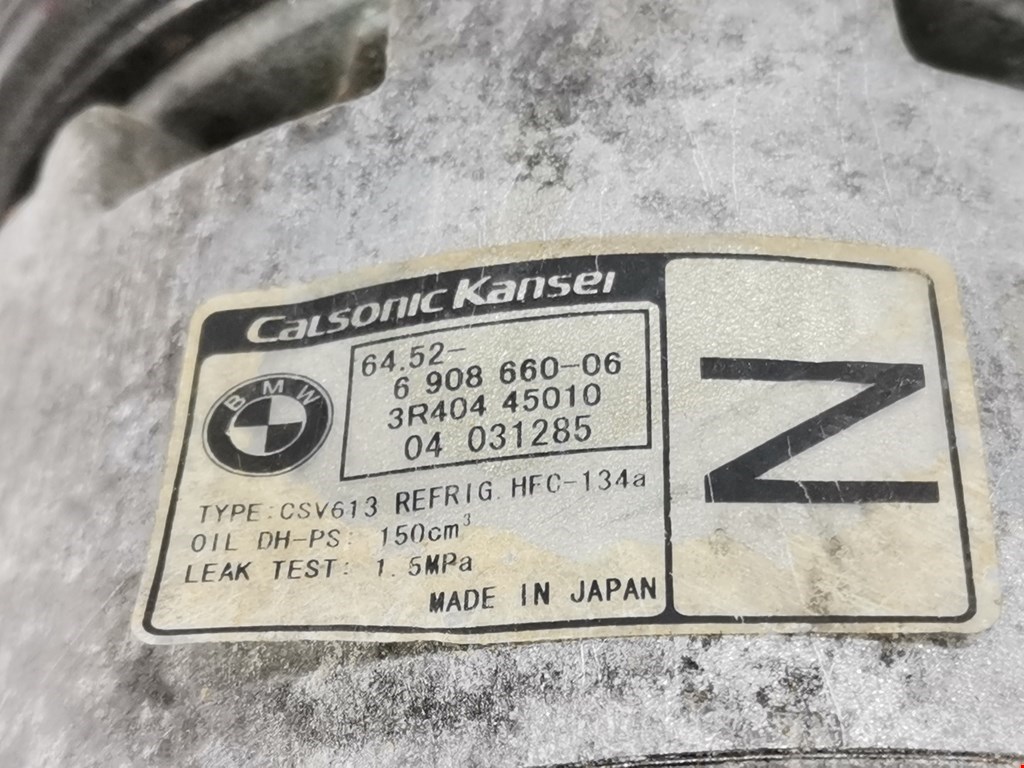 Calsonic Kansei
BMW
64.52-
6 908 660-06
3R404 45010
04 031285
TYPE:CSV613 REFRIG. HFC-134a
OIL DH-PS: 150cm³
LEAK TEST: 1.5MPa
MADE IN JAPAN
Z